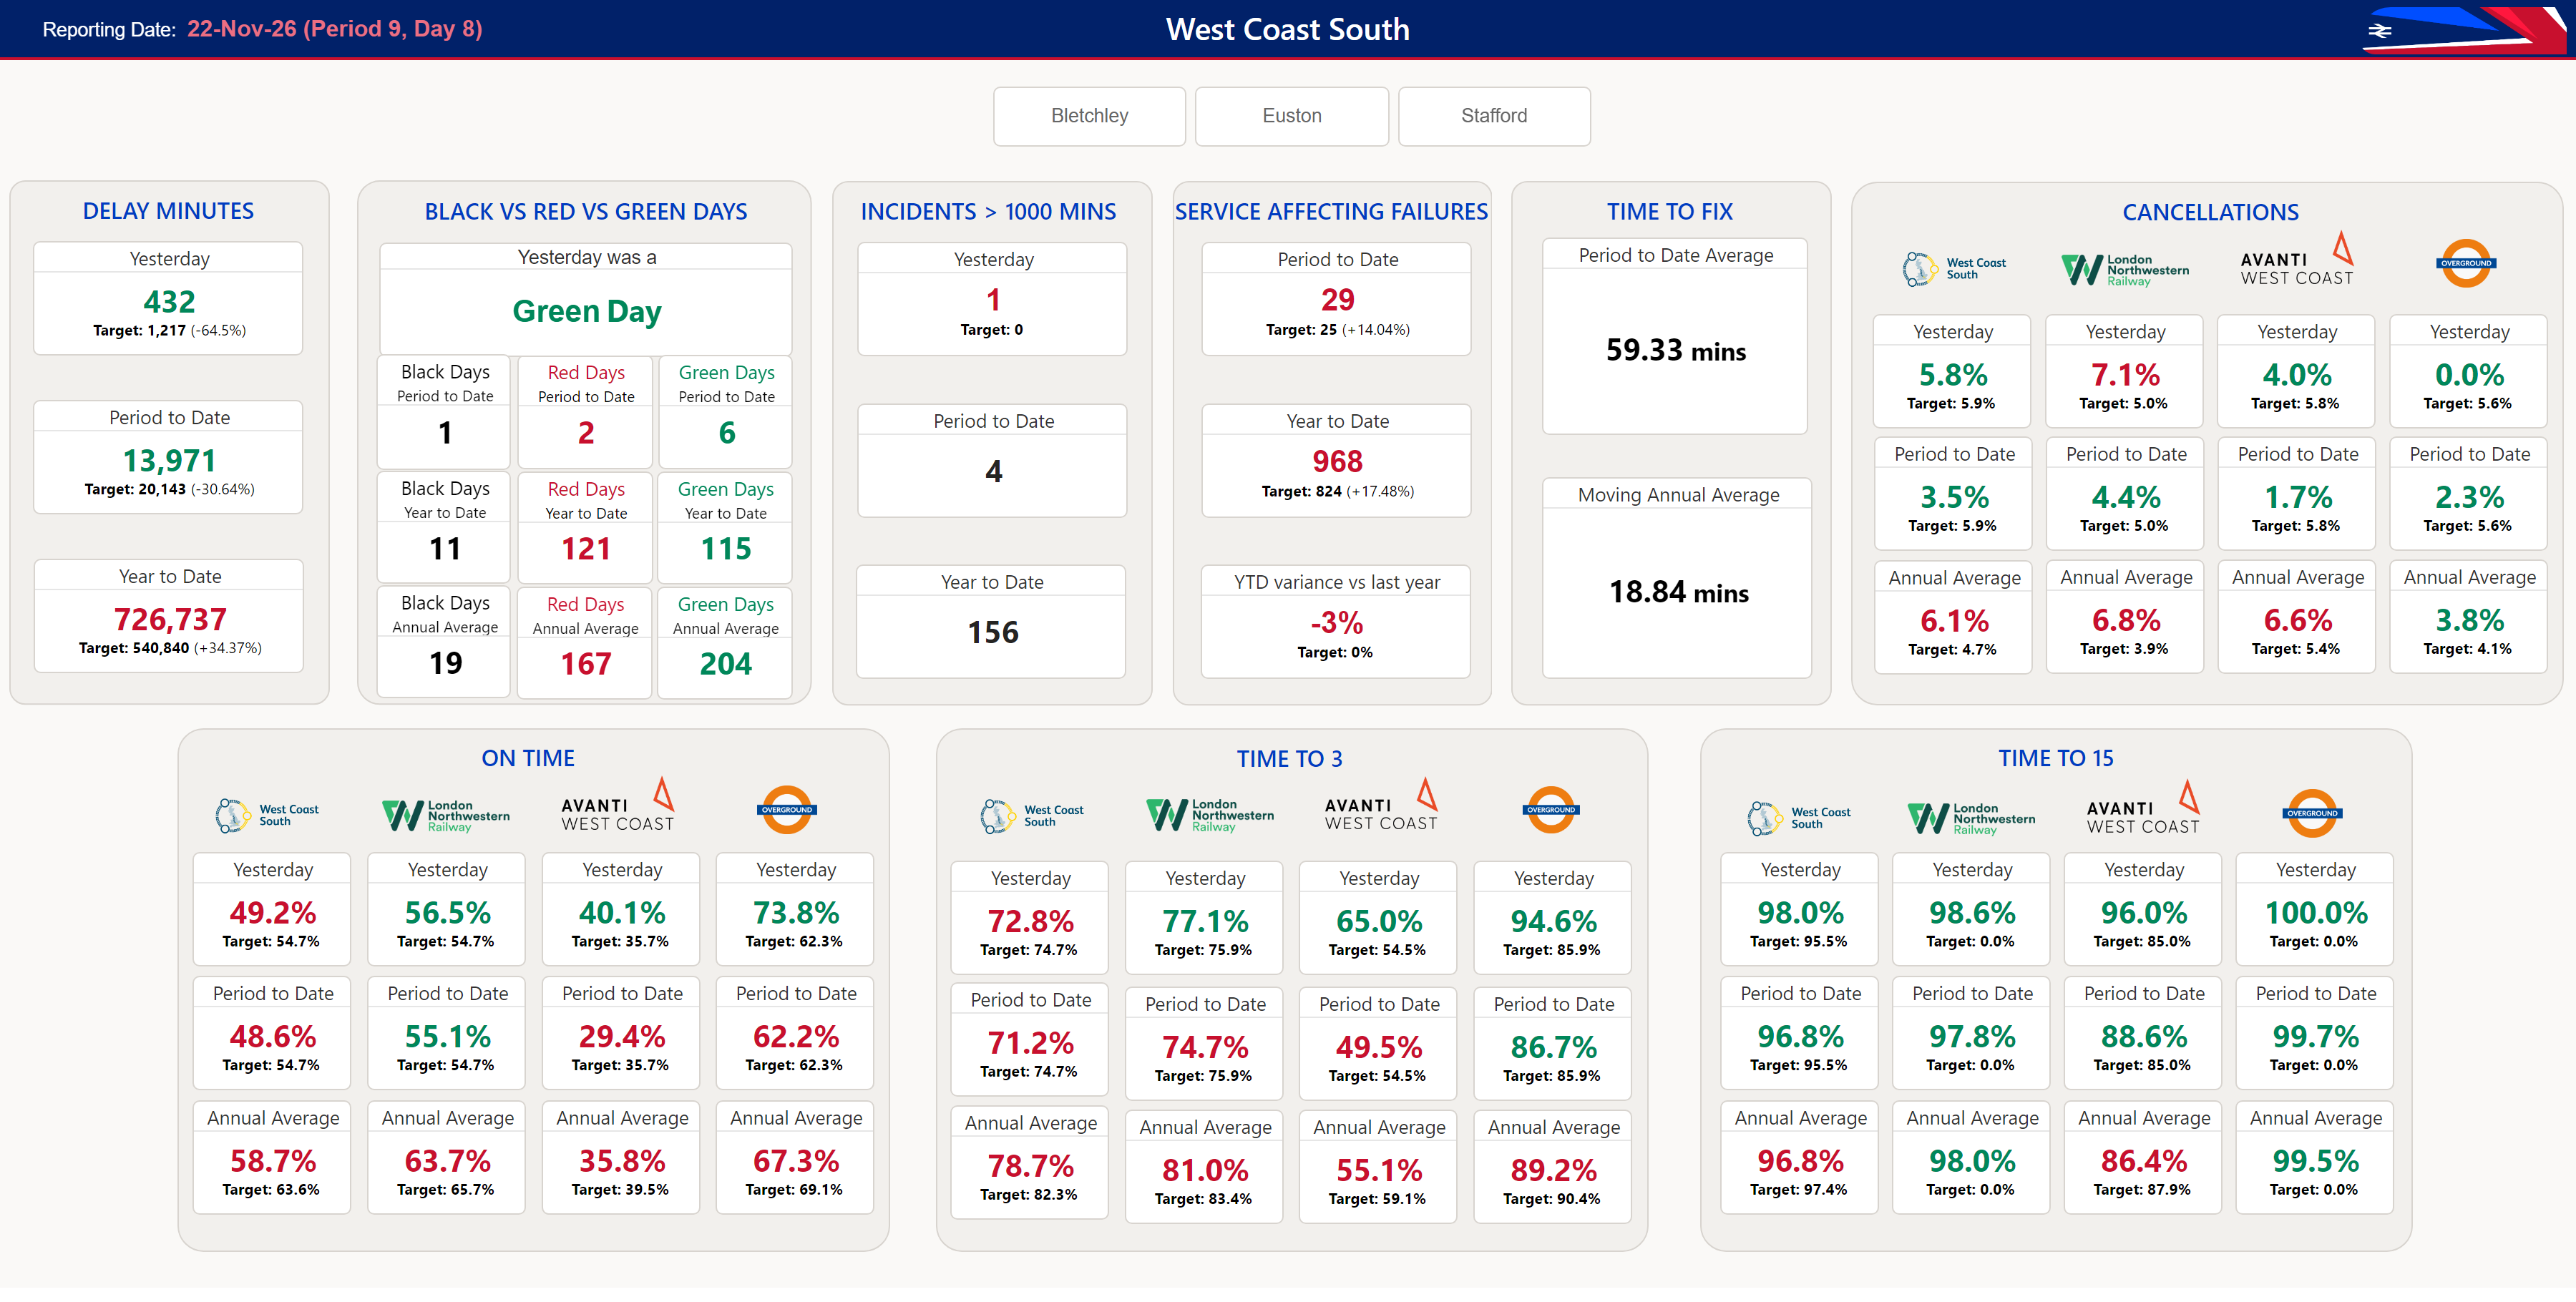 Reporting Date: 22-Nov-26 (Period 9, Day 8)
West Coast South
Bletchley
Euston
Stafford
DELAY MINUTES
Yesterday
432
Target: 1,217 (-64.5%)
Period to Date
13,971
Target: 20,143 (-30.64%)
Year to Date
726,737
Target: 540,840 (+34.37%)
BLACK VS RED VS GREEN DAYS
Yesterday was a
Green Day
Black Days Red Days Green Days
Period to Date Period to Date Period to Date
1 2 6
Black Days Red Days Green Days
Year to Date Year to Date Year to Date
11 121 115
Black Days Red Days Green Days
Annual Average Annual Average Annual Average
19 167 204
INCIDENTS > 1000 MINS
Yesterday
1
Target: 0
Period to Date
4
Year to Date
156
SERVICE AFFECTING FAILURES
Period to Date
29
Target: 25 (+14.04%)
Year to Date
968
Target: 824 (+17.48%)
YTD variance vs last year
-3%
Target: 0%
TIME TO FIX
Period to Date Average
59.33 mins
Moving Annual Average
18.84 mins
CANCELLATIONS
West Coast
South
London
Northwestern
Railway
AVANTI
WEST COAST
OVERGROUND
Yesterday Yesterday Yesterday Yesterday
5.8% 7.1% 4.0% 0.0%
Target: 5.9% Target: 5.0% Target: 5.8% Target: 5.6%
Period to Date Period to Date Period to Date Period to Date
3.5% 4.4% 1.7% 2.3%
Target: 5.9% Target: 5.0% Target: 5.8% Target: 5.6%
Annual Average Annual Average Annual Average Annual Average
6.1% 6.8% 6.6% 3.8%
Target: 4.7% Target: 3.9% Target: 5.4% Target: 4.1%
ON TIME
West Coast
South
London
Northwestern
Railway
AVANTI
WEST COAST
OVERGROUND
Yesterday Yesterday Yesterday Yesterday
49.2% 56.5% 40.1% 73.8%
Target: 54.7% Target: 54.7% Target: 35.7% Target: 62.3%
Period to Date Period to Date Period to Date Period to Date
48.6% 55.1% 29.4% 62.2%
Target: 54.7% Target: 54.7% Target: 35.7% Target: 62.3%
Annual Average Annual Average Annual Average Annual Average
58.7% 63.7% 35.8% 67.3%
Target: 63.6% Target: 65.7% Target: 39.5% Target: 69.1%
TIME TO 3
West Coast
South
London
Northwestern
Railway
AVANTI
WEST COAST
OVERGROUND
Yesterday Yesterday Yesterday Yesterday
72.8% 77.1% 65.0% 94.6%
Target: 74.7% Target: 75.9% Target: 54.5% Target: 85.9%
Period to Date Period to Date Period to Date Period to Date
71.2% 74.7% 49.5% 86.7%
Target: 74.7% Target: 75.9% Target: 54.5% Target: 85.9%
Annual Average Annual Average Annual Average Annual Average
78.7% 81.0% 55.1% 89.2%
Target: 82.3% Target: 83.4% Target: 59.1% Target: 90.4%
TIME TO 15
West Coast
South
London
Northwestern
Railway
AVANTI
WEST COAST
OVERGROUND
Yesterday Yesterday Yesterday Yesterday
98.0% 98.6% 96.0% 100.0%
Target: 95.5% Target: 0.0% Target: 85.0% Target: 0.0%
Period to Date Period to Date Period to Date Period to Date
96.8% 97.8% 88.6% 99.7%
Target: 95.5% Target: 0.0% Target: 85.0% Target: 0.0%
Annual Average Annual Average Annual Average Annual Average
96.8% 98.0% 86.4% 99.5%
Target: 97.4% Target: 0.0% Target: 87.9% Target: 0.0%